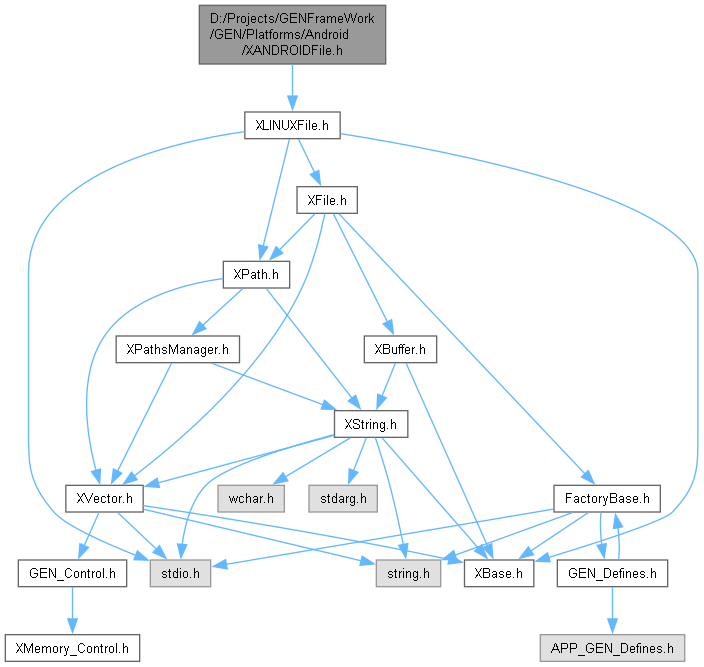 D:/Projects/GENFrameWork
/GEN/Platforms/Android
/XANDROIDFile.h
XLINUXFile.h
XFile.h
XPath.h
XPathsManager.h
XBuffer.h
XString.h
XVector.h
wchar.h
stdarg.h
FactoryBase.h
GEN_Control.h
stdio.h
string.h
XBase.h
GEN_Defines.h
XMemory_Control.h
APP_GEN_Defines.h